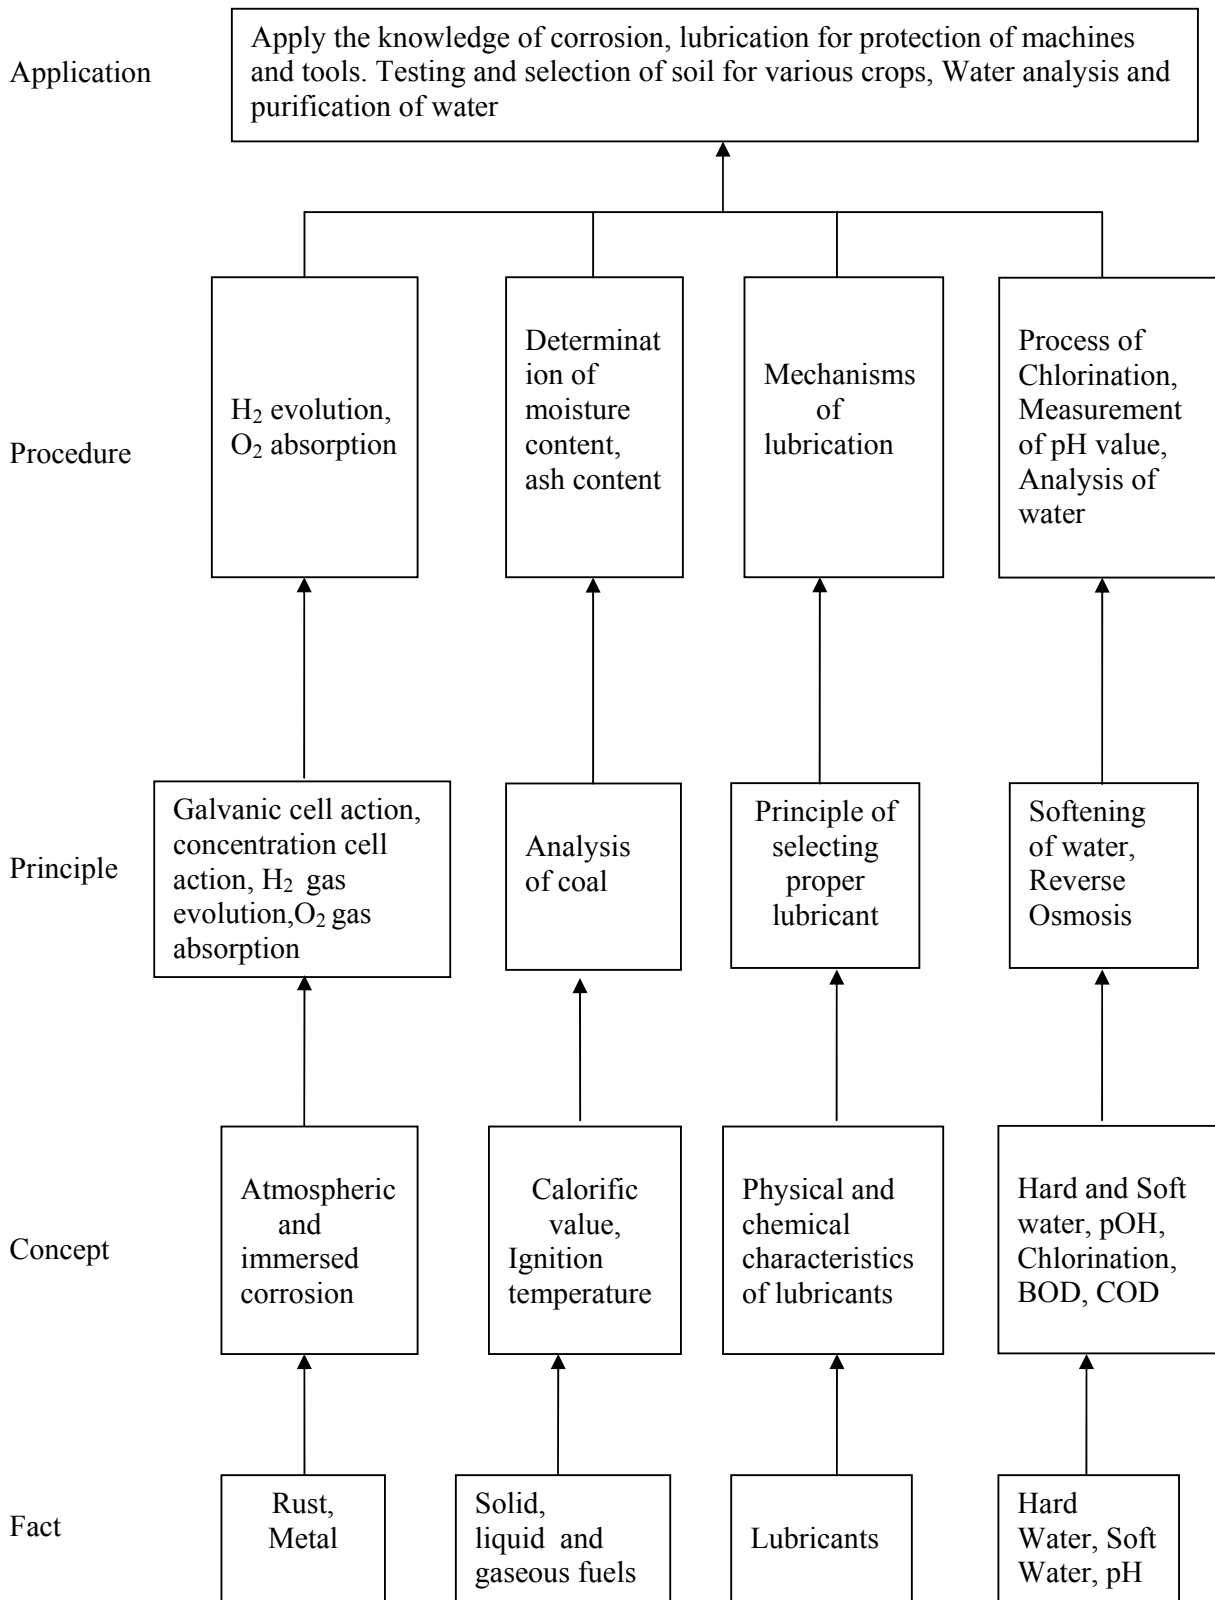 Application
Apply the knowledge of corrosion, lubrication for protection of machines
and tools. Testing and selection of soil for various crops, Water analysis and
purification of water
Procedure
H₂ evolution,
O₂ absorption
Determinat
ion of
moisture
content,
ash content
Mechanisms
of
lubrication
Process of
Chlorination,
Measurement
of pH value,
Analysis of
water
Principle
Galvanic cell action,
concentration cell
action, H₂ gas
evolution,O₂ gas
absorption
Analysis
of coal
Principle of
selecting
proper
lubricant
Softening
of water,
Reverse
Osmosis
Concept
Atmospheric
and
immersed
corrosion
Calorific
value,
Ignition
temperature
Physical and
chemical
characteristics
of lubricants
Hard and Soft
water, pOH,
Chlorination,
BOD, COD
Fact
Rust,
Metal
Solid,
liquid and
gaseous fuels
Lubricants
Hard
Water, Soft
Water, pH